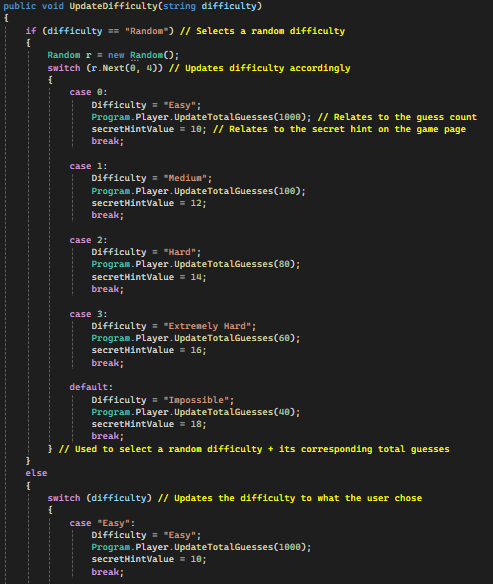 public void UpdateDifficulty(string difficulty)
{
    if (difficulty == "Random") // Selects a random difficulty
    {
        Random r = new Random();
        switch (r.Next(0, 4)) // Updates difficulty accordingly
        {
            case 0:
                Difficulty = "Easy";
                Program.Player.UpdateTotalGuesses(1000); // Relates to the guess count
                secretHintValue = 10; // Relates to the secret hint on the game page
                break;

            case 1:
                Difficulty = "Medium";
                Program.Player.UpdateTotalGuesses(100);
                secretHintValue = 12;
                break;

            case 2:
                Difficulty = "Hard";
                Program.Player.UpdateTotalGuesses(80);
                secretHintValue = 14;
                break;

            case 3:
                Difficulty = "Extremely Hard";
                Program.Player.UpdateTotalGuesses(60);
                secretHintValue = 16;
                break;

            default:
                Difficulty = "Impossible";
                Program.Player.UpdateTotalGuesses(40);
                secretHintValue = 18;
                break;
        } // Used to select a random difficulty + its corresponding total guesses
    }
    else
    {
        switch (difficulty) // Updates the difficulty to what the user chose
        {
            case "Easy":
                Difficulty = "Easy";
                Program.Player.UpdateTotalGuesses(1000);
                secretHintValue = 10;
                break;